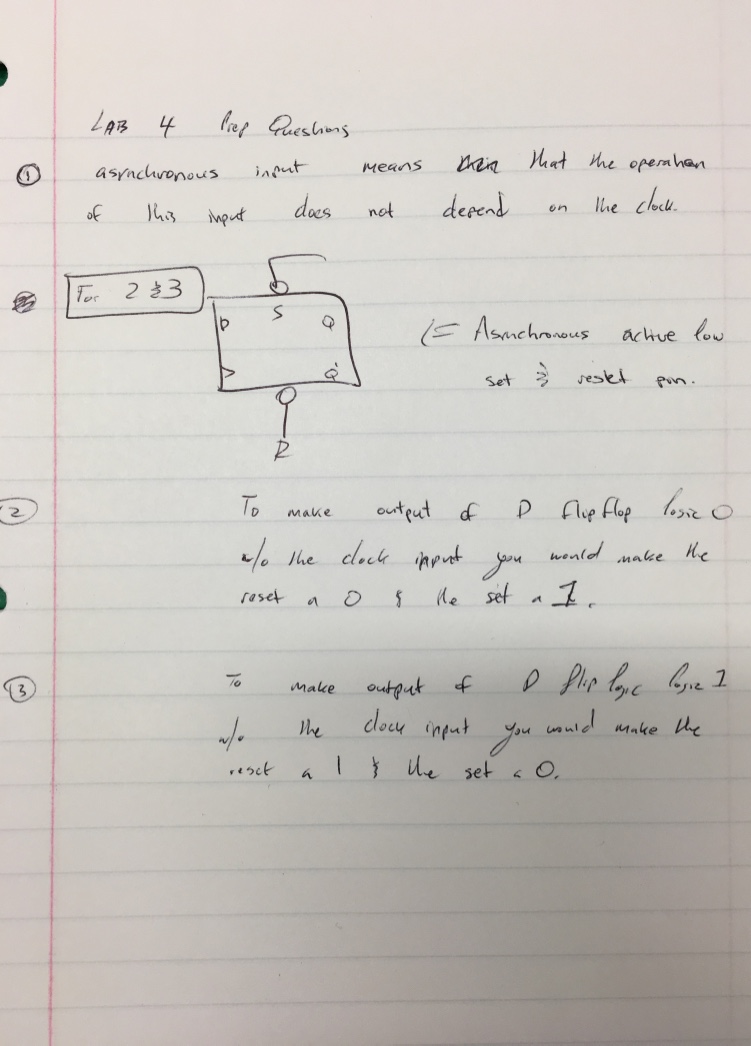 LAB 4 Prep Questions
① asynchronous input means that the operation
of this input does not depend on the clock.
For 2 & 3
S
D Q
Q'
R
(= Asynchronous active low
set & reset pin.
② To make output of D flip flop logic 0
w/o the clock input you would make the
reset a 0 & the set a 1.
③ To make output of D flip logic logic 1
w/o the clock input you would make the
reset a 1 & the set a 0.